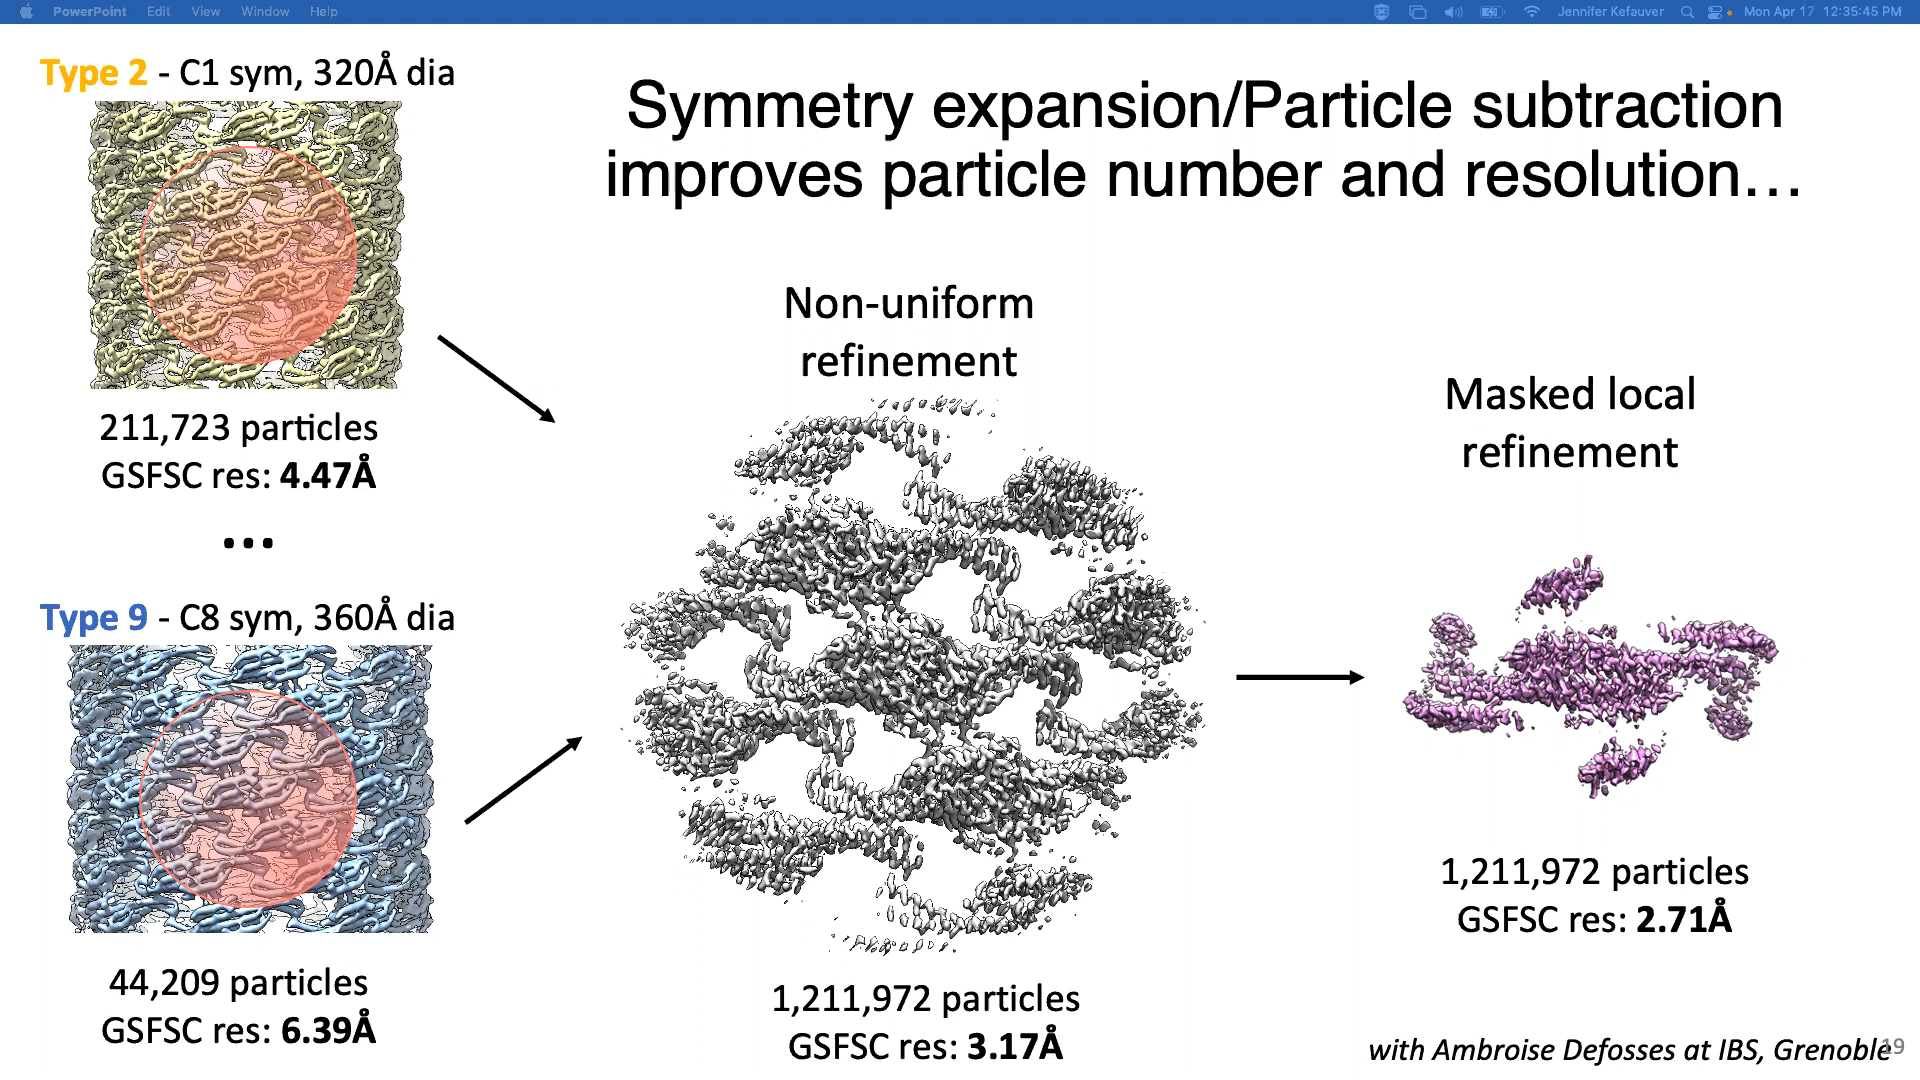 PowerPoint Edit View Window Help Jennifer Kefauver Mon Apr 17 12:35:45 PM
Type 2 - C1 sym, 320Å dia
Symmetry expansion/Particle subtraction
improves particle number and resolution...
211,723 particles
GSFSC res: 4.47Å
...
Type 9 - C8 sym, 360Å dia
44,209 particles
GSFSC res: 6.39Å
Non-uniform
refinement
1,211,972 particles
GSFSC res: 3.17Å
Masked local
refinement
1,211,972 particles
GSFSC res: 2.71Å
with Ambroise Defosses at IBS, Grenoble
19